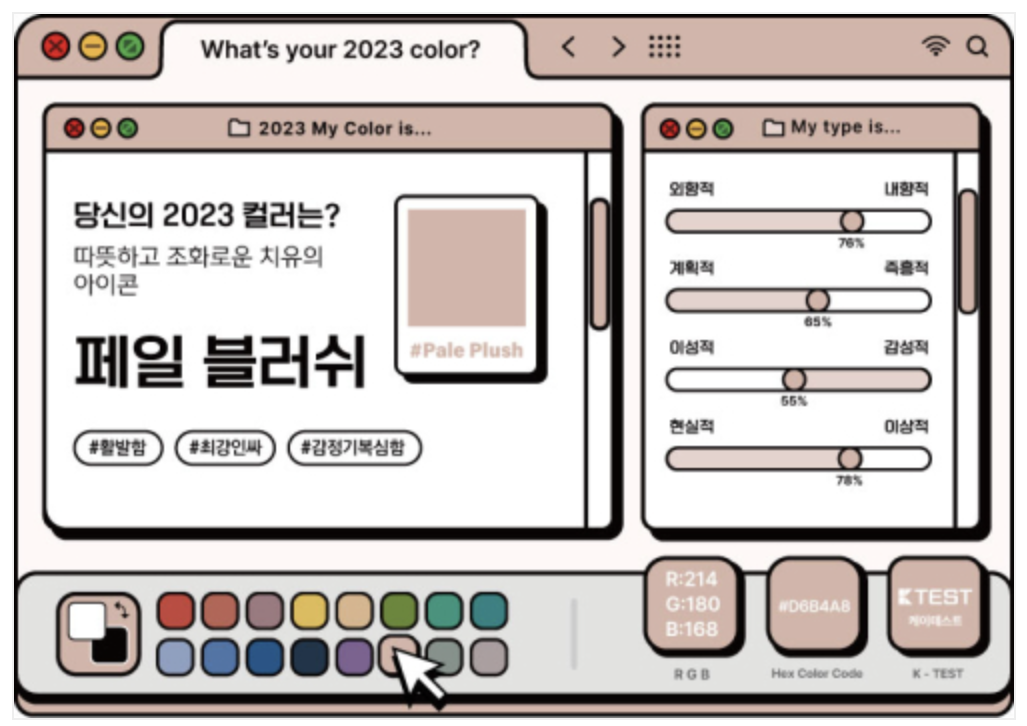 What's your 2023 color?
2023 My Color is...
당신의 2023 컬러는?
따뜻하고 조화로운 치유의
아이콘
페일 블러쉬
#Pale Plush
#활발함
#최강인싸
#감정기복심함
My type is...
외향적
내향적
76%
계획적
즉흥적
65%
이성적
감성적
55%
현실적
이상적
78%
R:214
G:180
B:168
RGB
#D6B4A8
Hex Color Code
KTEST
케이테스트
K - TEST